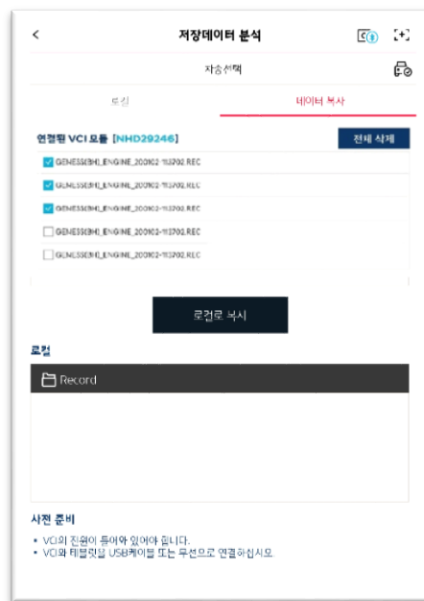 저장데이터 분석
차종선택
로컬
데이터 복사
연결된 VCI 모듈 [NHD29246]
전체 삭제
GENESIS(BH)_ENGINE_200102-113702.REC
GENESIS(BH)_ENGINE_200102-113702.REC
GENESIS(BH)_ENGINE_200102-113702.REC
GENESIS(BH)_ENGINE_200102-113702.REC
GENESIS(BH)_ENGINE_200102-113702.REC
로컬로 복사
로컬
Record
사전 준비
• VCI의 전원이 들어와 있어야 합니다.
• VCI와 태블릿을 USB케이블 또는 무선으로 연결하십시오.